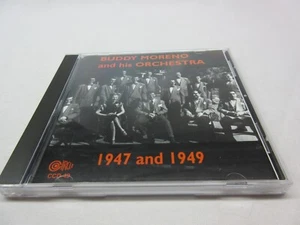 BUDDY MORENO
and his ORCHESTRA
1947 and 1949